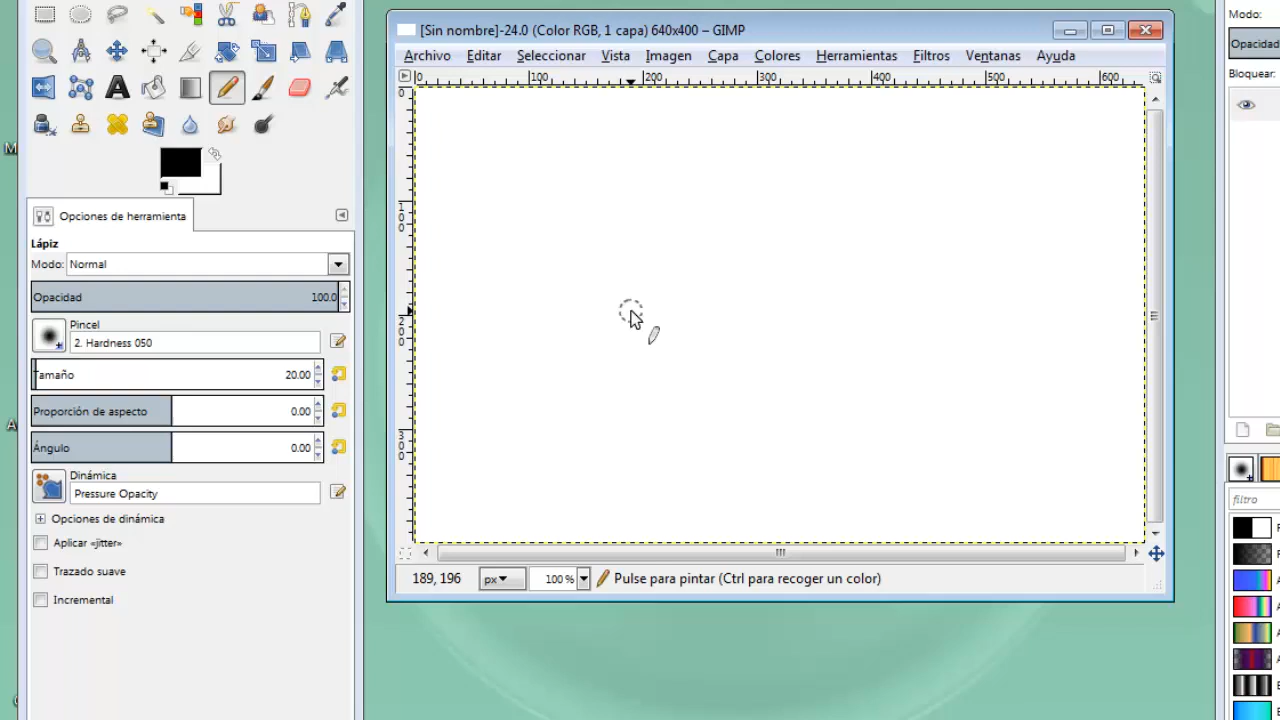 [Sin nombre]-24.0 (Color RGB, 1 capa) 640x400 – GIMP
Archivo Editar Seleccionar Vista Imagen Capa Colores Herramientas Filtros Ventanas Ayuda
0 100 200 300 400 500 600
0
100
200
300
189, 196 px 100 % Pulse para pintar (Ctrl para recoger un color)
Opciones de herramienta
Lápiz
Modo: Normal
Opacidad 100.0
Pincel
2. Hardness 050
Tamaño 20.00
Proporción de aspecto 0.00
Ángulo 0.00
Dinámica
Pressure Opacity
Opciones de dinámica
Aplicar «jitter»
Trazado suave
Incremental
Modo:
Opacidad
Bloquear:
filtro